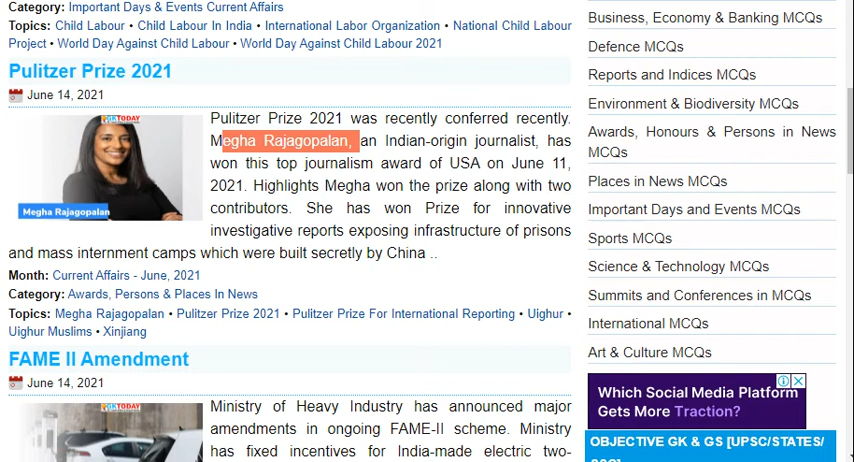 Category: Important Days & Events Current Affairs
Topics: Child Labour • Child Labour In India • International Labor Organization • National Child Labour
Project • World Day Against Child Labour • World Day Against Child Labour 2021
Pulitzer Prize 2021
June 14, 2021
GKTODAY
Megha Rajagopalan
Pulitzer Prize 2021 was recently conferred recently.
Megha Rajagopalan, an Indian-origin journalist, has
won this top journalism award of USA on June 11,
2021. Highlights Megha won the prize along with two
contributors. She has won Prize for innovative
investigative reports exposing infrastructure of prisons
and mass internment camps which were built secretly by China ..
Month: Current Affairs - June, 2021
Category: Awards, Persons & Places In News
Topics: Megha Rajagopalan • Pulitzer Prize 2021 • Pulitzer Prize For International Reporting • Uighur •
Uighur Muslims • Xinjiang
FAME II Amendment
June 14, 2021
GKTODAY
Ministry of Heavy Industry has announced major
amendments in ongoing FAME-II scheme. Ministry
has fixed incentives for India-made electric two-
Business, Economy & Banking MCQs
Defence MCQs
Reports and Indices MCQs
Environment & Biodiversity MCQs
Awards, Honours & Persons in News
MCQs
Places in News MCQs
Important Days and Events MCQs
Sports MCQs
Science & Technology MCQs
Summits and Conferences in MCQs
International MCQs
Art & Culture MCQs
Which Social Media Platform
Gets More Traction?
OBJECTIVE GK & GS [UPSC/STATES/